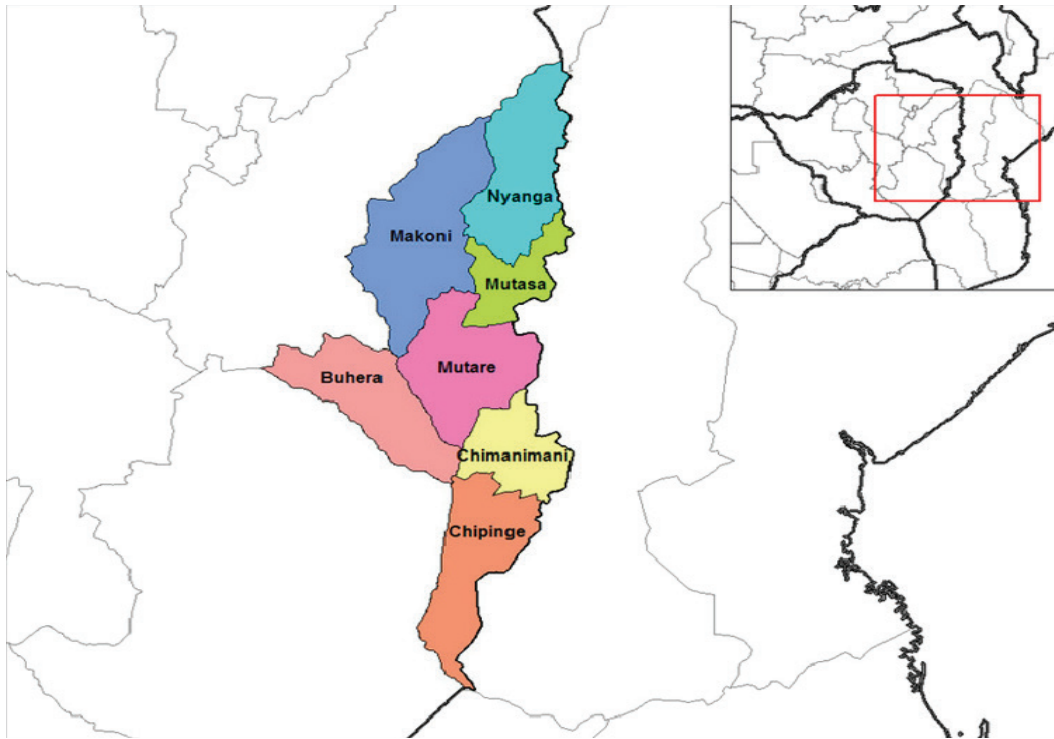 Nyanga
Makoni
Mutasa
Mutare
Buhera
Chimanimani
Chipinge